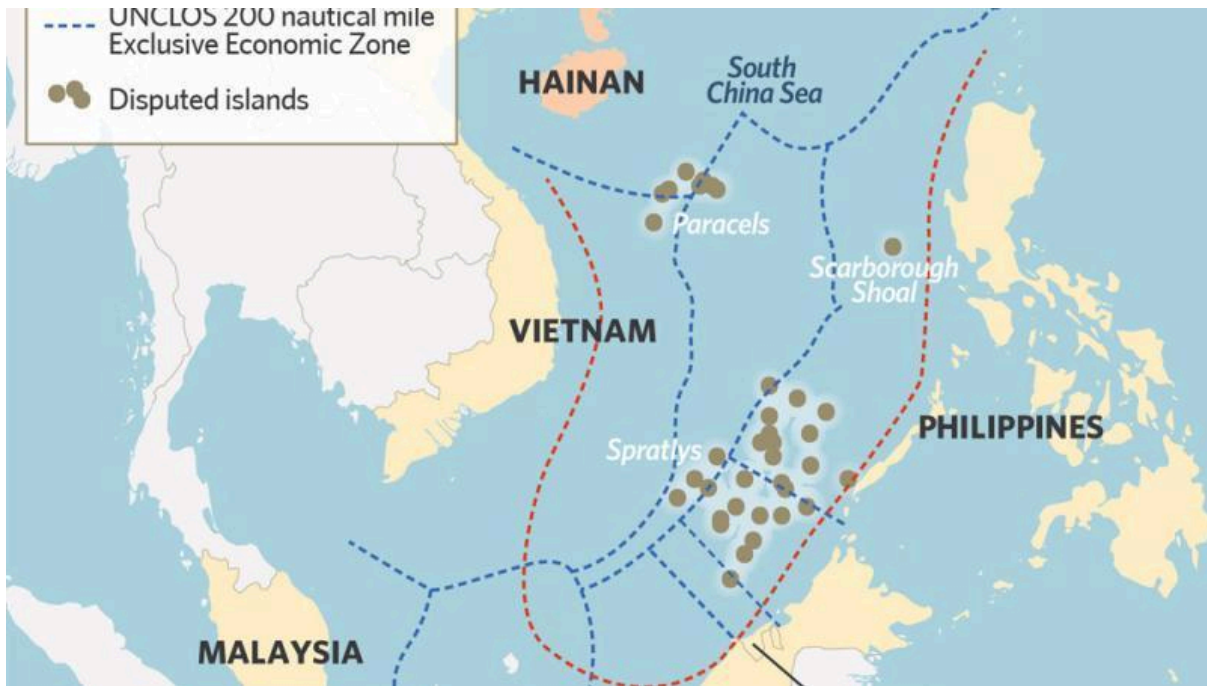 UNCLOS 200 nautical mile
Exclusive Economic Zone
Disputed islands
HAINAN
South
China Sea
Paracels
Scarborough
Shoal
VIETNAM
PHILIPPINES
Spratlys
MALAYSIA